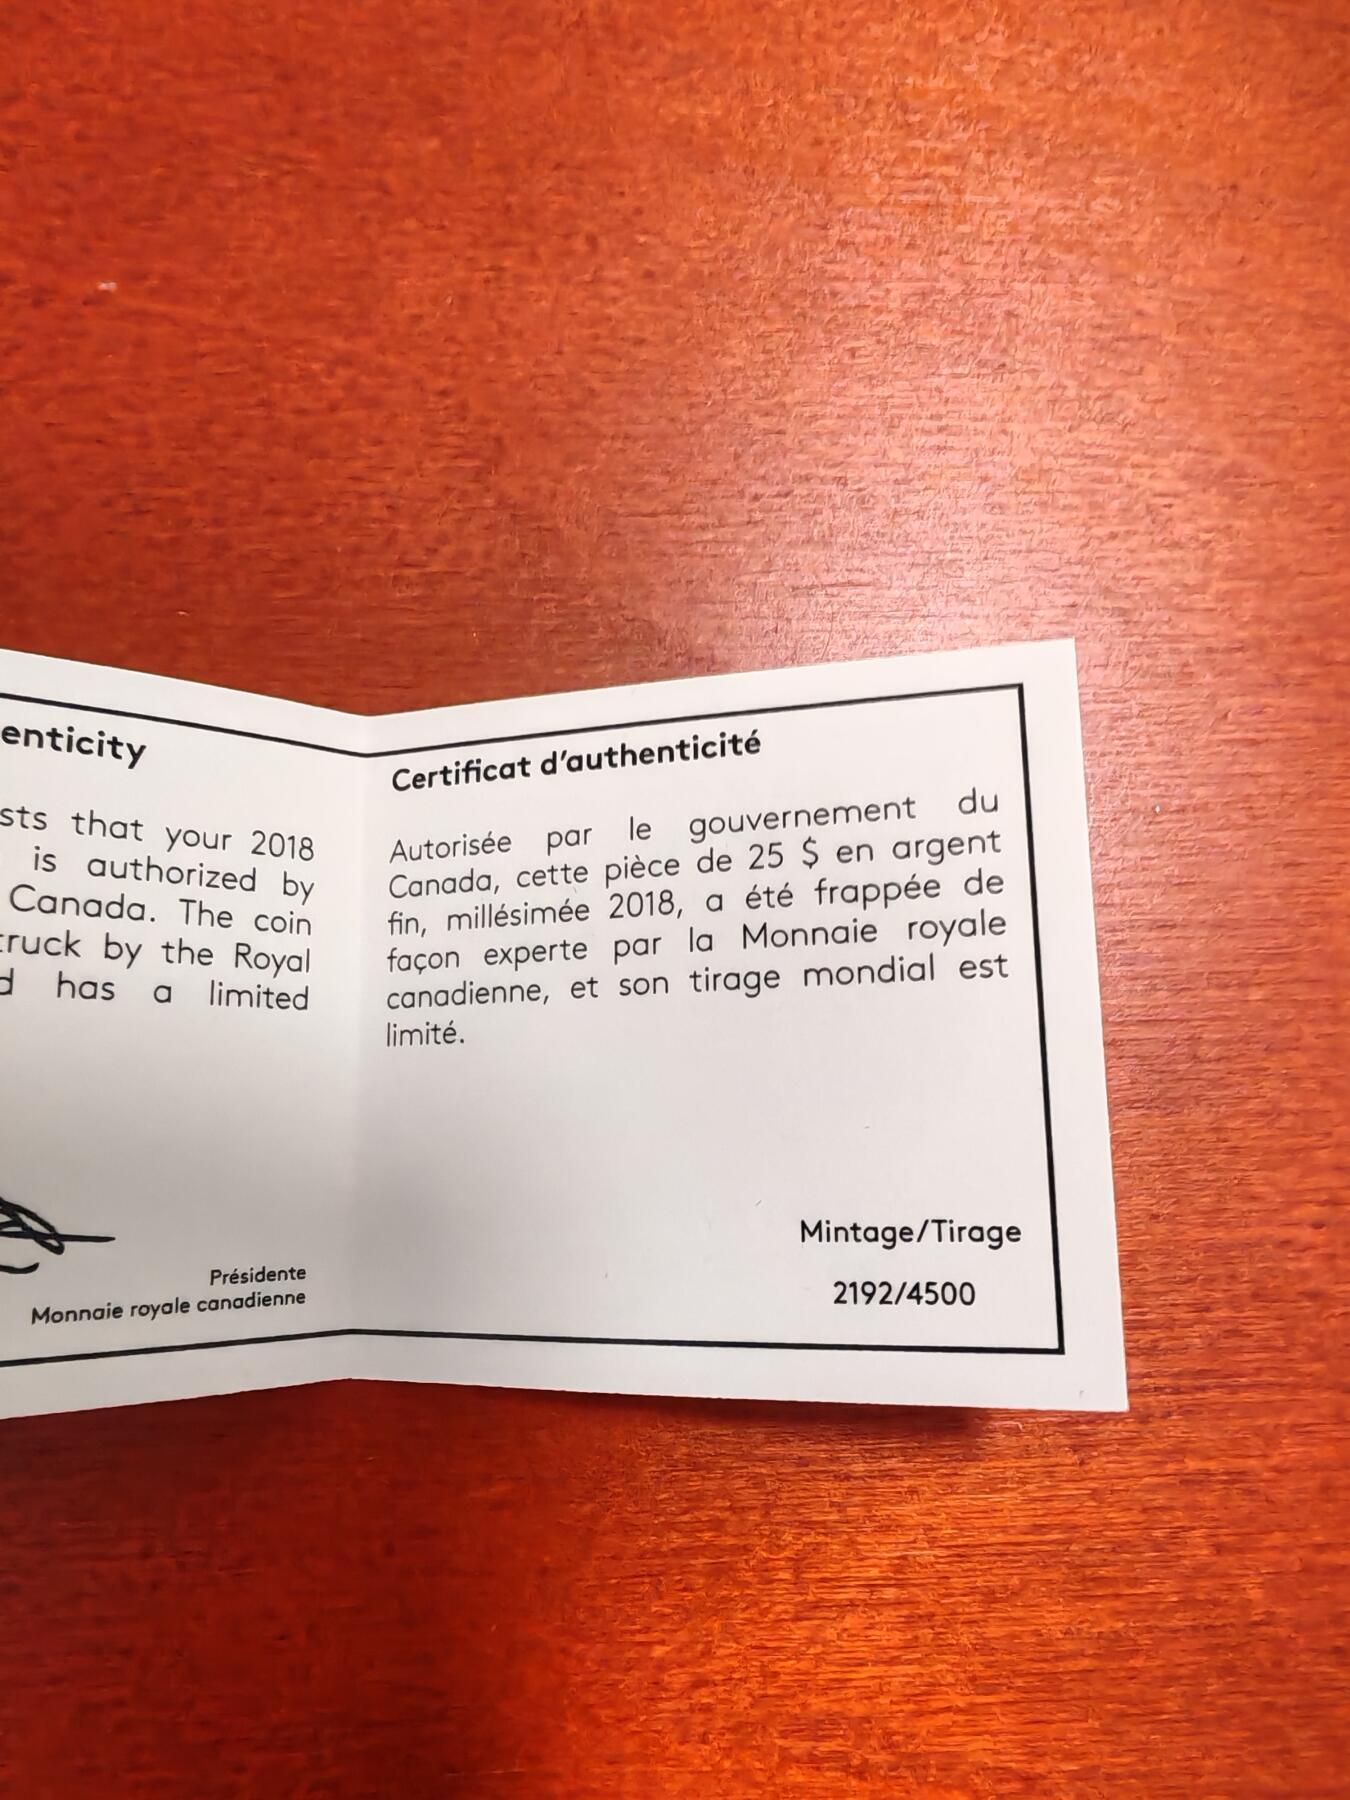 enticity
sts that your 2018
is authorized by
Canada. The coin
truck by the Royal
d has a limited
Présidente
Monnaie royale canadienne
Certificat d'authenticité
Autorisée par le gouvernement du
Canada, cette pièce de 25 $ en argent
fin, millésimée 2018, a été frappée de
façon experte par la Monnaie royale
canadienne, et son tirage mondial est
limité.
Mintage/Tirage
2192/4500